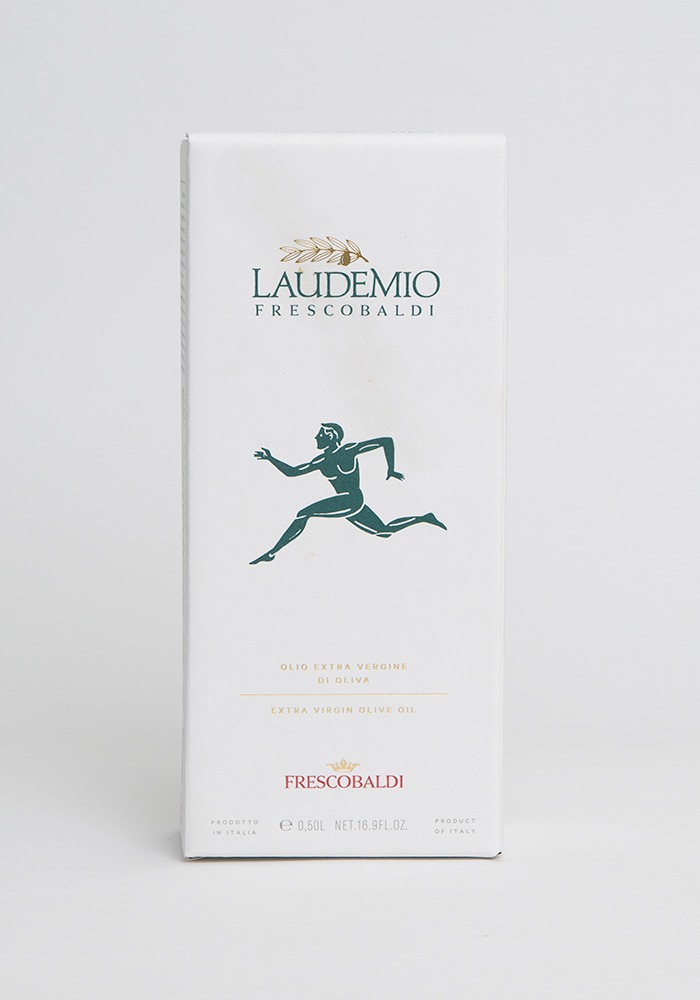 LAUDEMIO
FRESCOBALDI
OLIO EXTRA VERGINE
DI OLIVA
EXTRA VIRGIN OLIVE OIL
FRESCOBALDI
PRODOTTO
IN ITALIA
℮ 0,50L NET.16.9FL.OZ.
PRODUCT
OF ITALY